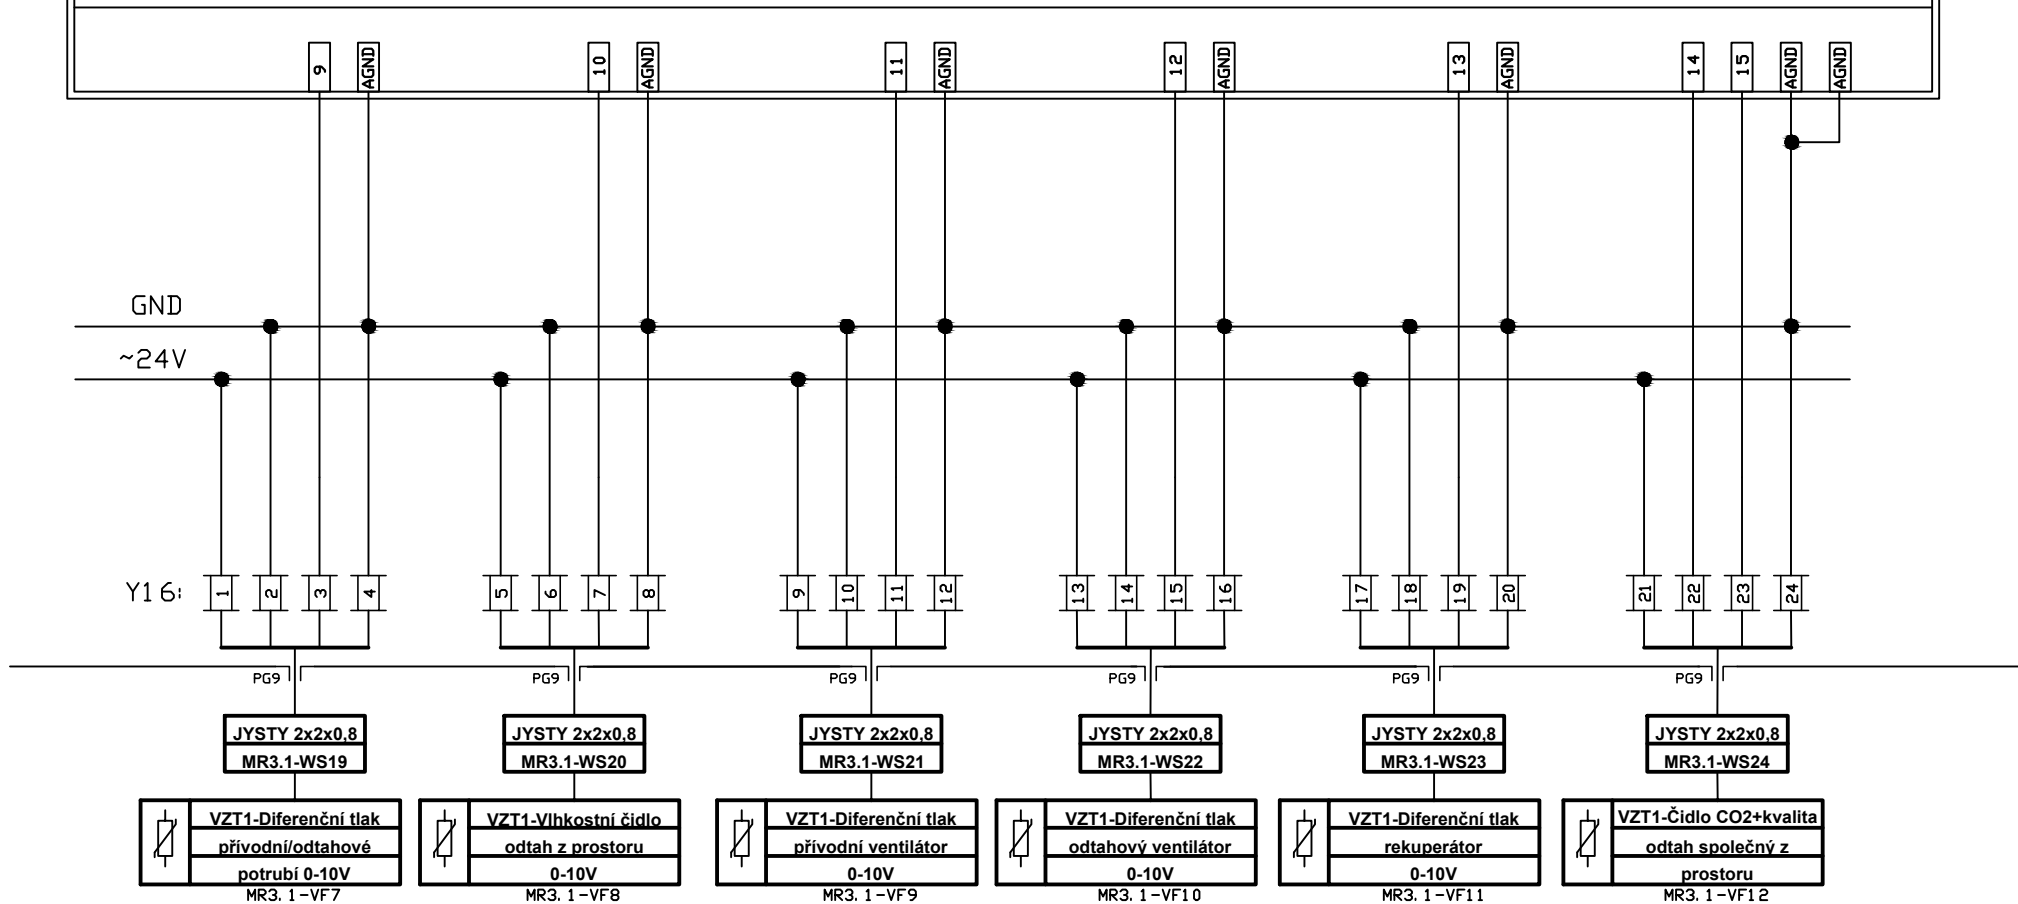 9 AGND 10 AGND 11 AGND 12 AGND 13 AGND 14 15 AGND AGND
GND
~24V
Y16: 1 2 3 4 5 6 7 8 9 10 11 12 13 14 15 16 17 18 19 20 21 22 23 24
PG9 PG9 PG9 PG9 PG9 PG9
JYSTY 2x2x0,8
MR3.1-WS19
VZT1-Diferenční tlak
přívodní/odtahové
potrubí 0-10V
MR3.1-VF7
JYSTY 2x2x0,8
MR3.1-WS20
VZT1-Vlhkostní čidlo
odtah z prostoru
0-10V
MR3.1-VF8
JYSTY 2x2x0,8
MR3.1-WS21
VZT1-Diferenční tlak
přívodní ventilátor
0-10V
MR3.1-VF9
JYSTY 2x2x0,8
MR3.1-WS22
VZT1-Diferenční tlak
odtahový ventilátor
0-10V
MR3.1-VF10
JYSTY 2x2x0,8
MR3.1-WS23
VZT1-Diferenční tlak
rekuperátor
0-10V
MR3.1-VF11
JYSTY 2x2x0,8
MR3.1-WS24
VZT1-Čidlo CO2+kvalita
odtah společný z
prostoru
MR3.1-VF12